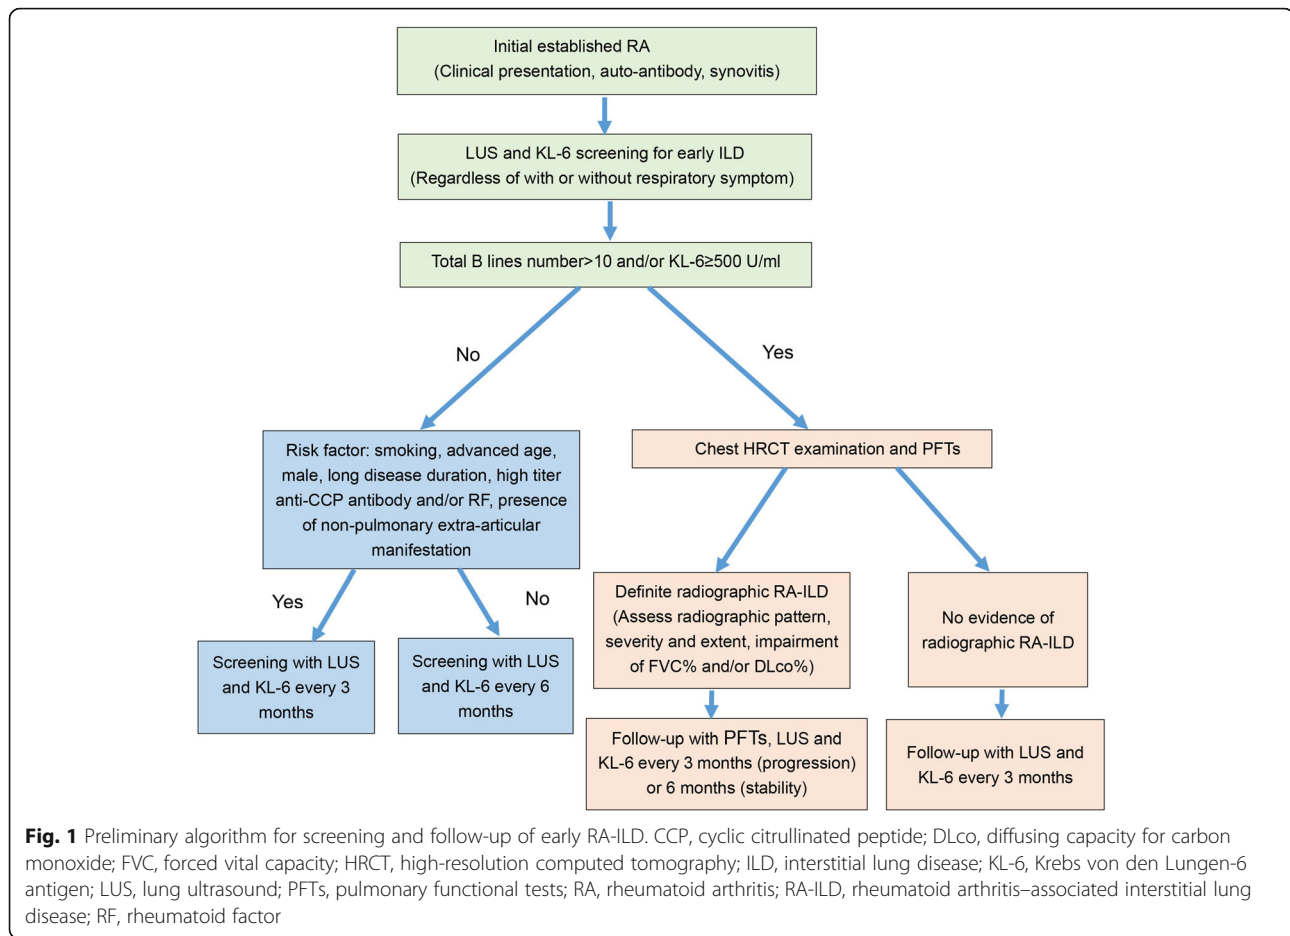 Initial established RA
(Clinical presentation, auto-antibody, synovitis)
LUS and KL-6 screening for early ILD
(Regardless of with or without respiratory symptom)
Total B lines number>10 and/or KL-6≥500 U/ml
No
Yes
Risk factor: smoking, advanced age,
male, long disease duration, high titer
anti-CCP antibody and/or RF, presence
of non-pulmonary extra-articular
manifestation
Chest HRCT examination and PFTs
Yes
No
Screening with LUS
and KL-6 every 3
months
Screening with LUS
and KL-6 every 6
months
Definite radiographic RA-ILD
(Assess radiographic pattern,
severity and extent, impairment
of FVC% and/or DLco%)
No evidence of
radiographic RA-ILD
Follow-up with PFTs, LUS and
KL-6 every 3 months (progression)
or 6 months (stability)
Follow-up with LUS and
KL-6 every 3 months
Fig. 1 Preliminary algorithm for screening and follow-up of early RA-ILD. CCP, cyclic citrullinated peptide; DLco, diffusing capacity for carbon
monoxide; FVC, forced vital capacity; HRCT, high-resolution computed tomography; ILD, interstitial lung disease; KL-6, Krebs von den Lungen-6
antigen; LUS, lung ultrasound; PFTs, pulmonary functional tests; RA, rheumatoid arthritis; RA-ILD, rheumatoid arthritis–associated interstitial lung
disease; RF, rheumatoid factor